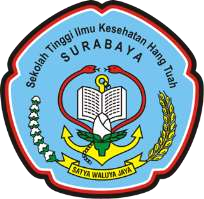 Sekolah Tinggi Ilmu Kesehatan Hang Tuah
SURABAYA
SATYA WALUYA JAYA